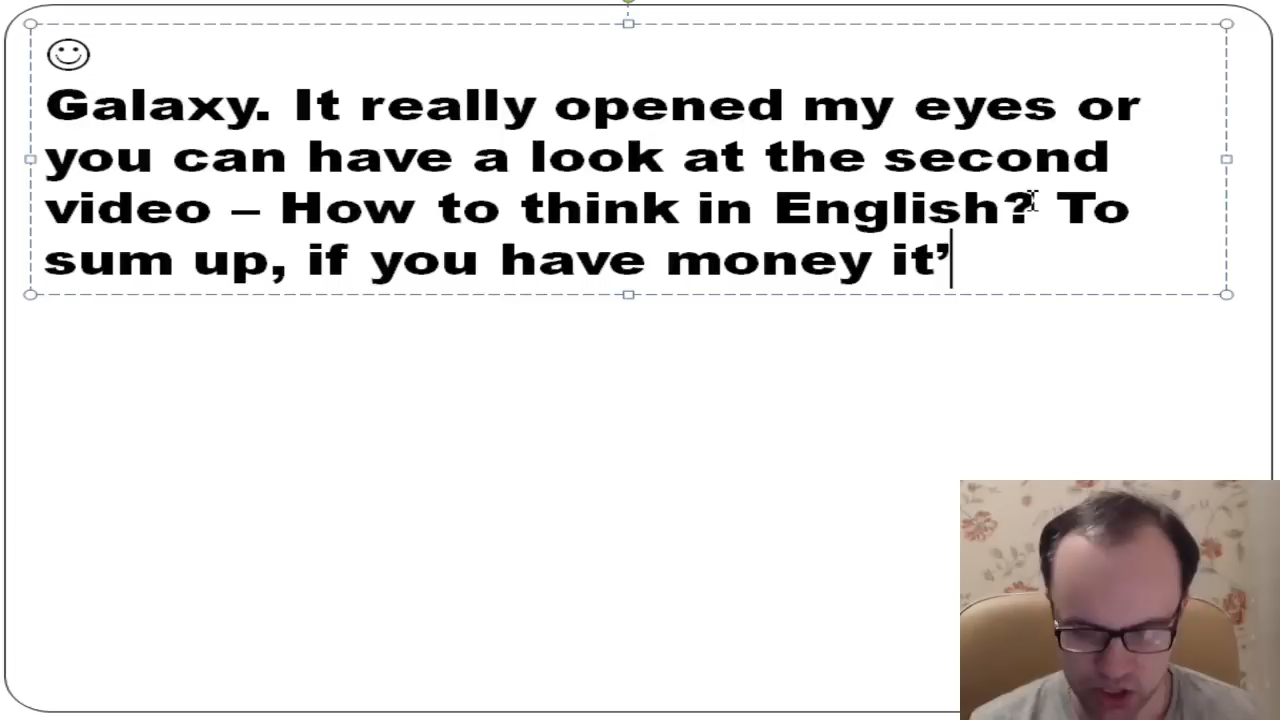 ☺
Galaxy. It really opened my eyes or
you can have a look at the second
video – How to think in English? To
sum up, if you have money it’